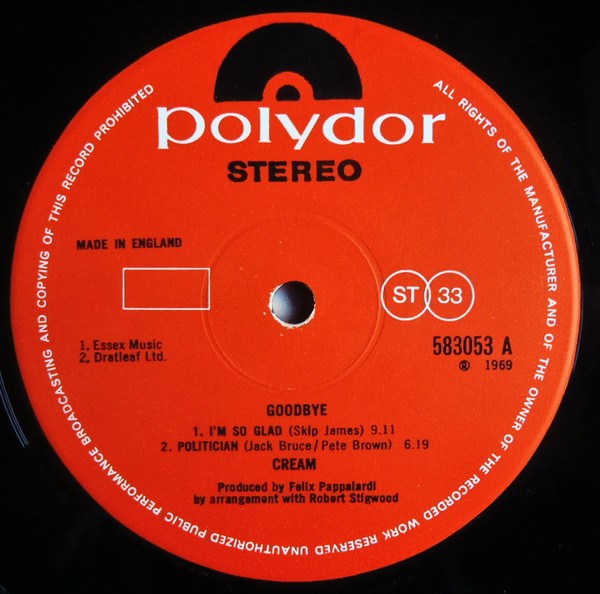 polydor
STEREO
ALL RIGHTS OF THE MANUFACTURER AND OF THE OWNER OF THE RECORDED WORK RESERVED UNAUTHORIZED PUBLIC PERFORMANCE BROADCASTING AND COPYING OF THIS RECORD PROHIBITED
MADE IN ENGLAND
ST 33
1. Essex Music
2. Dratleaf Ltd.
583053 A
℗ 1969
GOODBYE
1. I'M SO GLAD (Skip James) 9.11
2. POLITICIAN (Jack Bruce/Pete Brown) 6.19
CREAM
Produced by Felix Pappalardi
by arrangement with Robert Stigwood